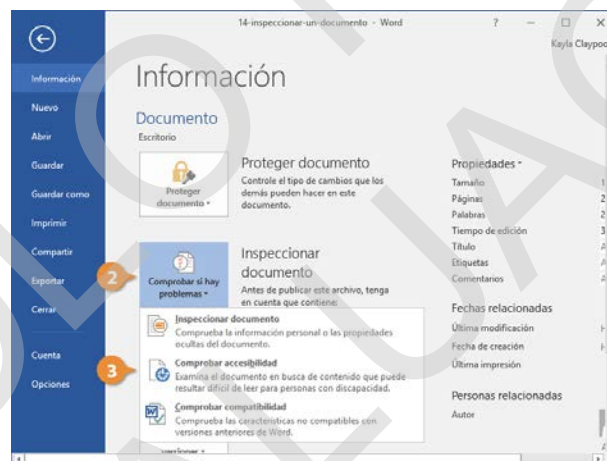 14-inspeccionar-un-documento - Word
?
Kayla Claypoo
Información
Nuevo
Abrir
Guardar
Guardar como
Imprimir
Compartir
Exportar
Cerrar
Cuenta
Opciones
Información
Documento
Escritorio
Proteger
documento
Proteger documento
Controle el tipo de cambios que los
demás pueden hacer en este
documento.
2
Comprobar si hay
problemas
Inspeccionar
documento
Antes de publicar este archivo, tenga
en cuenta que contiene:
Inspeccionar documento
Comprueba la información personal o las propiedades
ocultas del documento.
3
Comprobar accesibilidad
Examina el documento en busca de contenido que puede
resultar difícil de leer para personas con discapacidad.
Comprobar compatibilidad
Comprueba las características no compatibles con
versiones anteriores de Word.
Propiedades
Tamaño
Páginas
Palabras
Tiempo de edición
Título
Etiquetas
Comentarios
Fechas relacionadas
Última modificación
Fecha de creación
Última impresión
Personas relacionadas
Autor